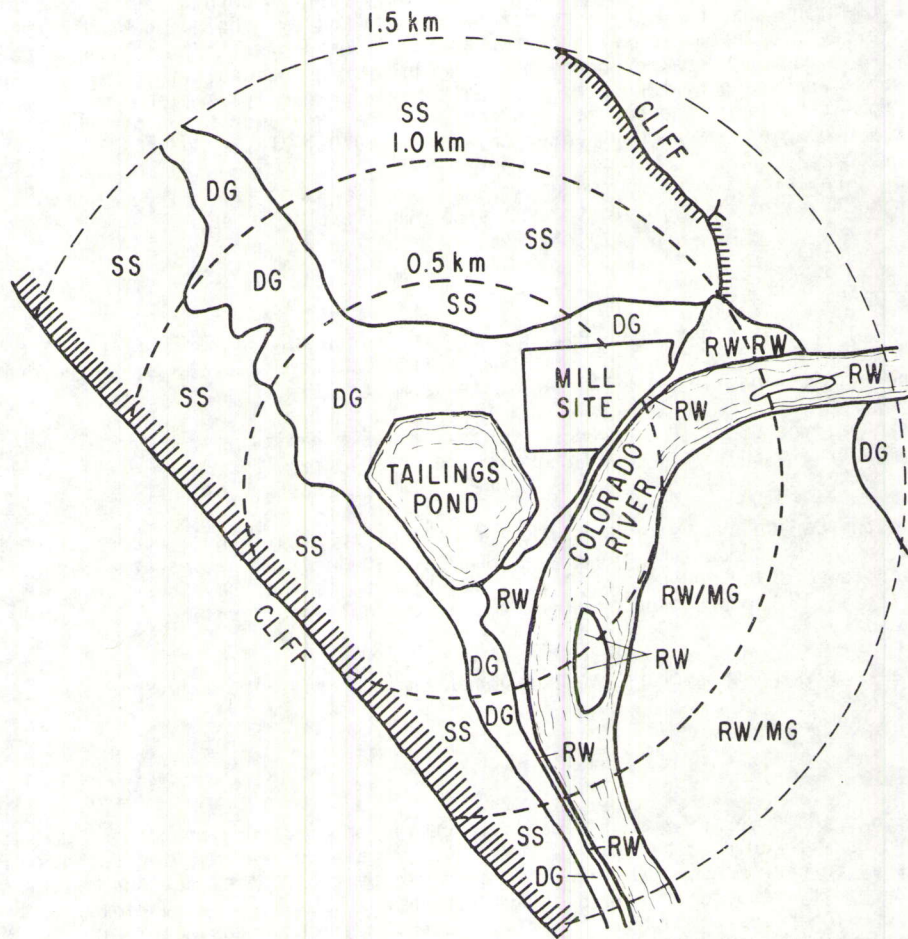 1.5 km
SS
CLIFF
1.0 km
DG
SS
SS
DG
0.5 km
SS
DG
RW RW
SS
DG
MILL
SITE
RW
RW
DG
TAILINGS
POND
COLORADO
RIVER
SS
RW
RW/MG
CLIFF
RW
DG
DG
SS
RW
RW/MG
SS
RW
DG